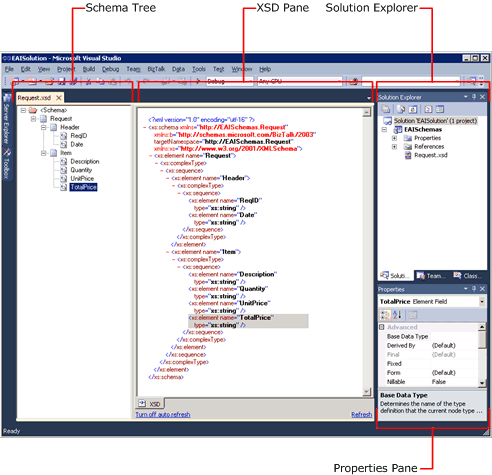 Schema Tree
XSD Pane
Solution Explorer
EAISolution - Microsoft Visual Studio
File Edit View Project Build Debug Team BizTalk Data Tools Test Window Help
Debug Any CPU
Server Explorer
Toolbox
Request.xsd
<Schema>
Request
Header
ReqID
Date
Item
Description
Quantity
UnitPrice
TotalPrice
<?xml version="1.0" encoding="utf-16" ?>
- <xs:schema xmlns="http://EAISchemas.Request"
xmlns:b="http://schemas.microsoft.com/BizTalk/2003"
targetNamespace="http://EAISchemas.Request"
xmlns:xs="http://www.w3.org/2001/XMLSchema">
- <xs:element name="Request">
- <xs:complexType>
- <xs:sequence>
- <xs:element name="Header">
- <xs:complexType>
- <xs:sequence>
<xs:element name="ReqID"
type="xs:string" />
<xs:element name="Date"
type="xs:string" />
</xs:sequence>
</xs:complexType>
</xs:element>
- <xs:element name="Item">
- <xs:complexType>
- <xs:sequence>
<xs:element name="Description"
type="xs:string" />
<xs:element name="Quantity"
type="xs:string" />
<xs:element name="UnitPrice"
type="xs:string" />
<xs:element name="TotalPrice"
type="xs:string" />
</xs:sequence>
</xs:complexType>
</xs:element>
</xs:sequence>
</xs:complexType>
</xs:element>
</xs:schema>
XSD
Turn off auto refresh
Refresh
Solution Explorer
Solution 'EAISolution' (1 project)
EAISchemas
Properties
References
Request.xsd
Soluti...
Team...
Class...
Properties
TotalPrice Element Field
Advanced
Base Data Type
Derived By (Default)
Final (Default)
Fixed
Form (Default)
Nillable False
Base Data Type
Determines the name of the type
definition that the current node type ...
Ready
Properties Pane